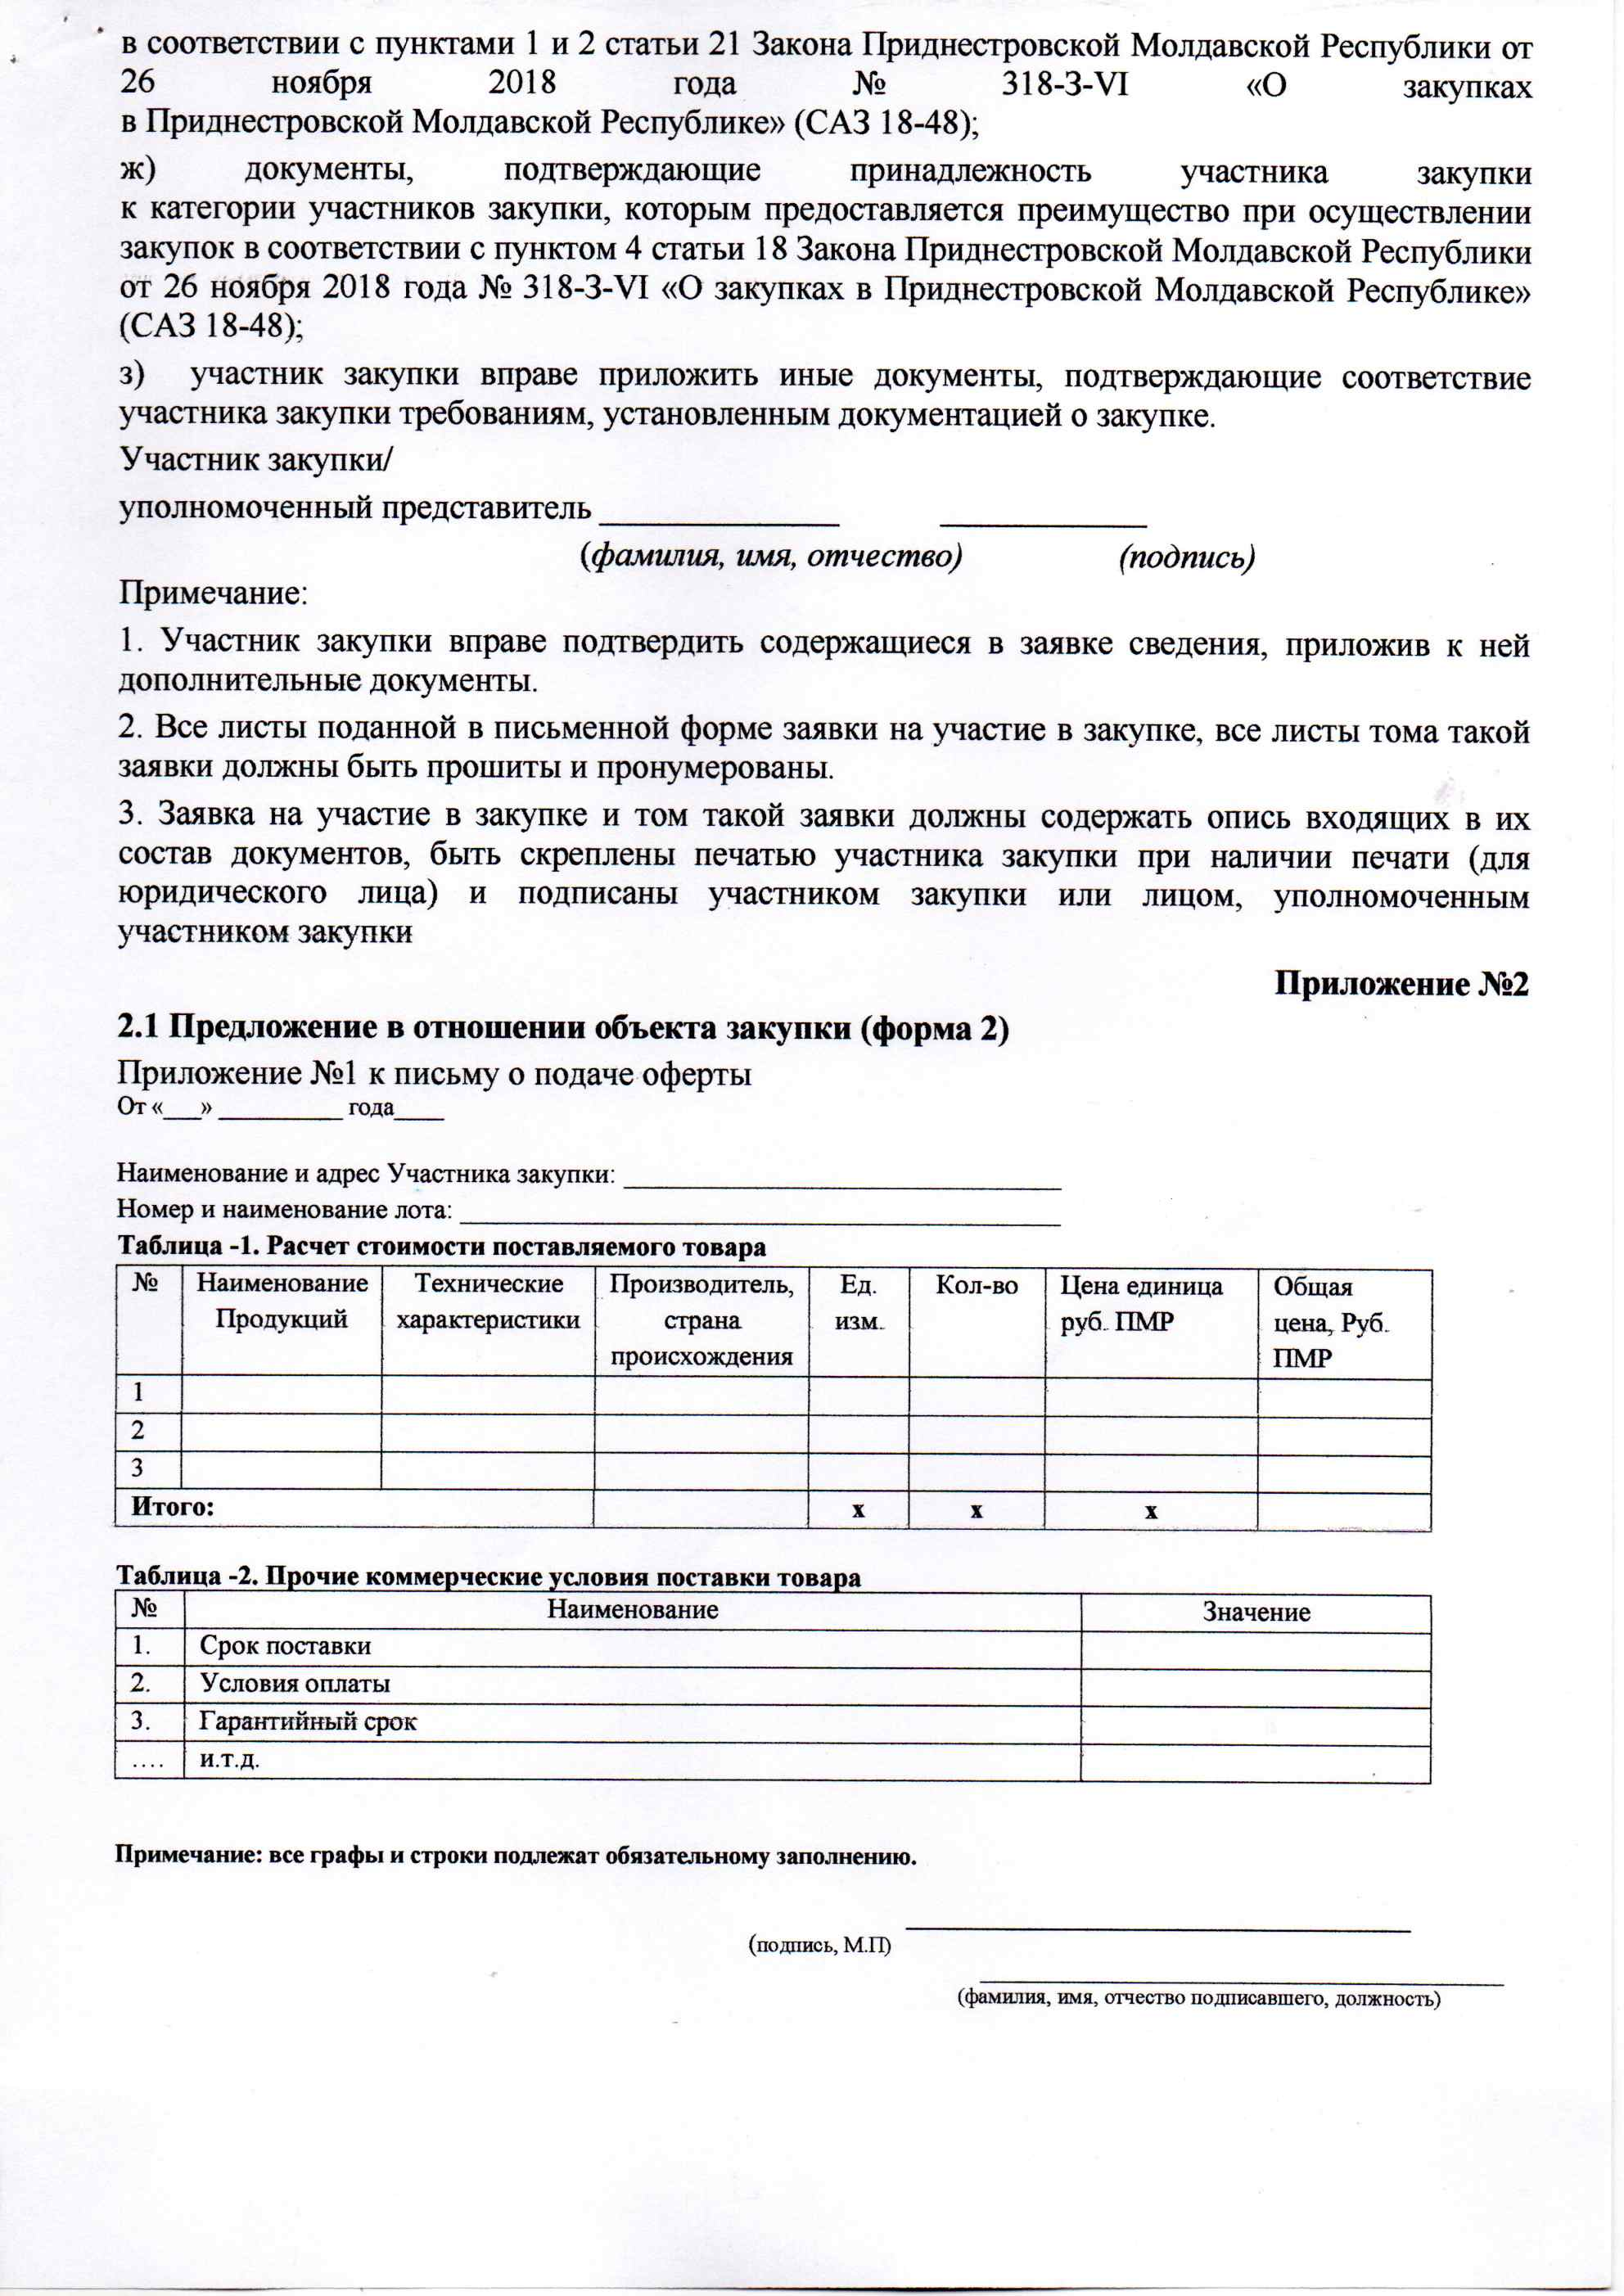 в соответствии с пунктами 1 и 2 статьи 21 Закона Приднестровской Молдавской Республики от
26 ноября 2018 года № 318-З-VI «О закупках
в Приднестровской Молдавской Республике» (САЗ 18-48);
ж) документы, подтверждающие принадлежность участника закупки
к категории участников закупки, которым предоставляется преимущество при осуществлении
закупок в соответствии с пунктом 4 статьи 18 Закона Приднестровской Молдавской Республики
от 26 ноября 2018 года № 318-З-VI «О закупках в Приднестровской Молдавской Республике»
(САЗ 18-48);
з) участник закупки вправе приложить иные документы, подтверждающие соответствие
участника закупки требованиям, установленным документацией о закупке.
Участник закупки/
уполномоченный представитель ______________ ____________
(фамилия, имя, отчество) (подпись)
Примечание:
1. Участник закупки вправе подтвердить содержащиеся в заявке сведения, приложив к ней
дополнительные документы.
2. Все листы поданной в письменной форме заявки на участие в закупке, все листы тома такой
заявки должны быть прошиты и пронумерованы.
3. Заявка на участие в закупке и том такой заявки должны содержать опись входящих в их
состав документов, быть скреплены печатью участника закупки при наличии печати (для
юридического лица) и подписаны участником закупки или лицом, уполномоченным
участником закупки
Приложение №2
2.1 Предложение в отношении объекта закупки (форма 2)
Приложение №1 к письму о подаче оферты
От «___» __________ года____
Наименование и адрес Участника закупки: ___________________________________
Номер и наименование лота: ________________________________________________
Таблица -1. Расчет стоимости поставляемого товара
№ Наименование Технические Производитель, Ед. Кол-во Цена единица Общая
Продукций характеристики страна изм. руб. ПМР цена, Руб.
происхождения ПМР
1
2
3
Итого: х х х
Таблица -2. Прочие коммерческие условия поставки товара
№ Наименование Значение
1. Срок поставки
2. Условия оплаты
3. Гарантийный срок
.... и.т.д.
Примечание: все графы и строки подлежат обязательному заполнению.
(подпись, М.П)
(фамилия, имя, отчество подписавшего, должность)